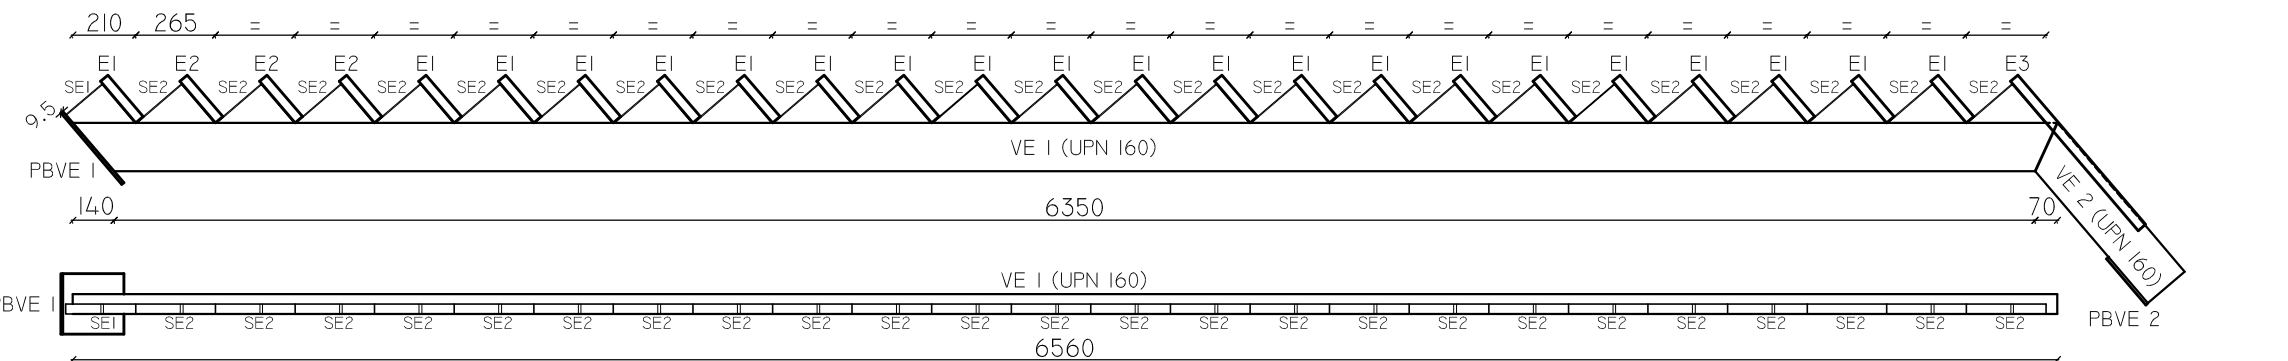 210 265 = = = = = = = = = = = = = = = = = = = = = = =
E1 E2 E2 E2 E1 E1 E1 E1 E1 E1 E1 E1 E1 E1 E1 E1 E1 E1 E1 E1 E1 E1 E1 E1 E3
SE1 SE2 SE2 SE2 SE2 SE2 SE2 SE2 SE2 SE2 SE2 SE2 SE2 SE2 SE2 SE2 SE2 SE2 SE2 SE2 SE2 SE2 SE2 SE2 SE2
9.5
VE 1 (UPN 160)
PBVE 1
VE 2 (UPN 160)
140 6350 70
VE 1 (UPN 160)
PBVE 1
SE1 SE2 SE2 SE2 SE2 SE2 SE2 SE2 SE2 SE2 SE2 SE2 SE2 SE2 SE2 SE2 SE2 SE2 SE2 SE2 SE2 SE2 SE2 SE2 SE2
PBVE 2
6560